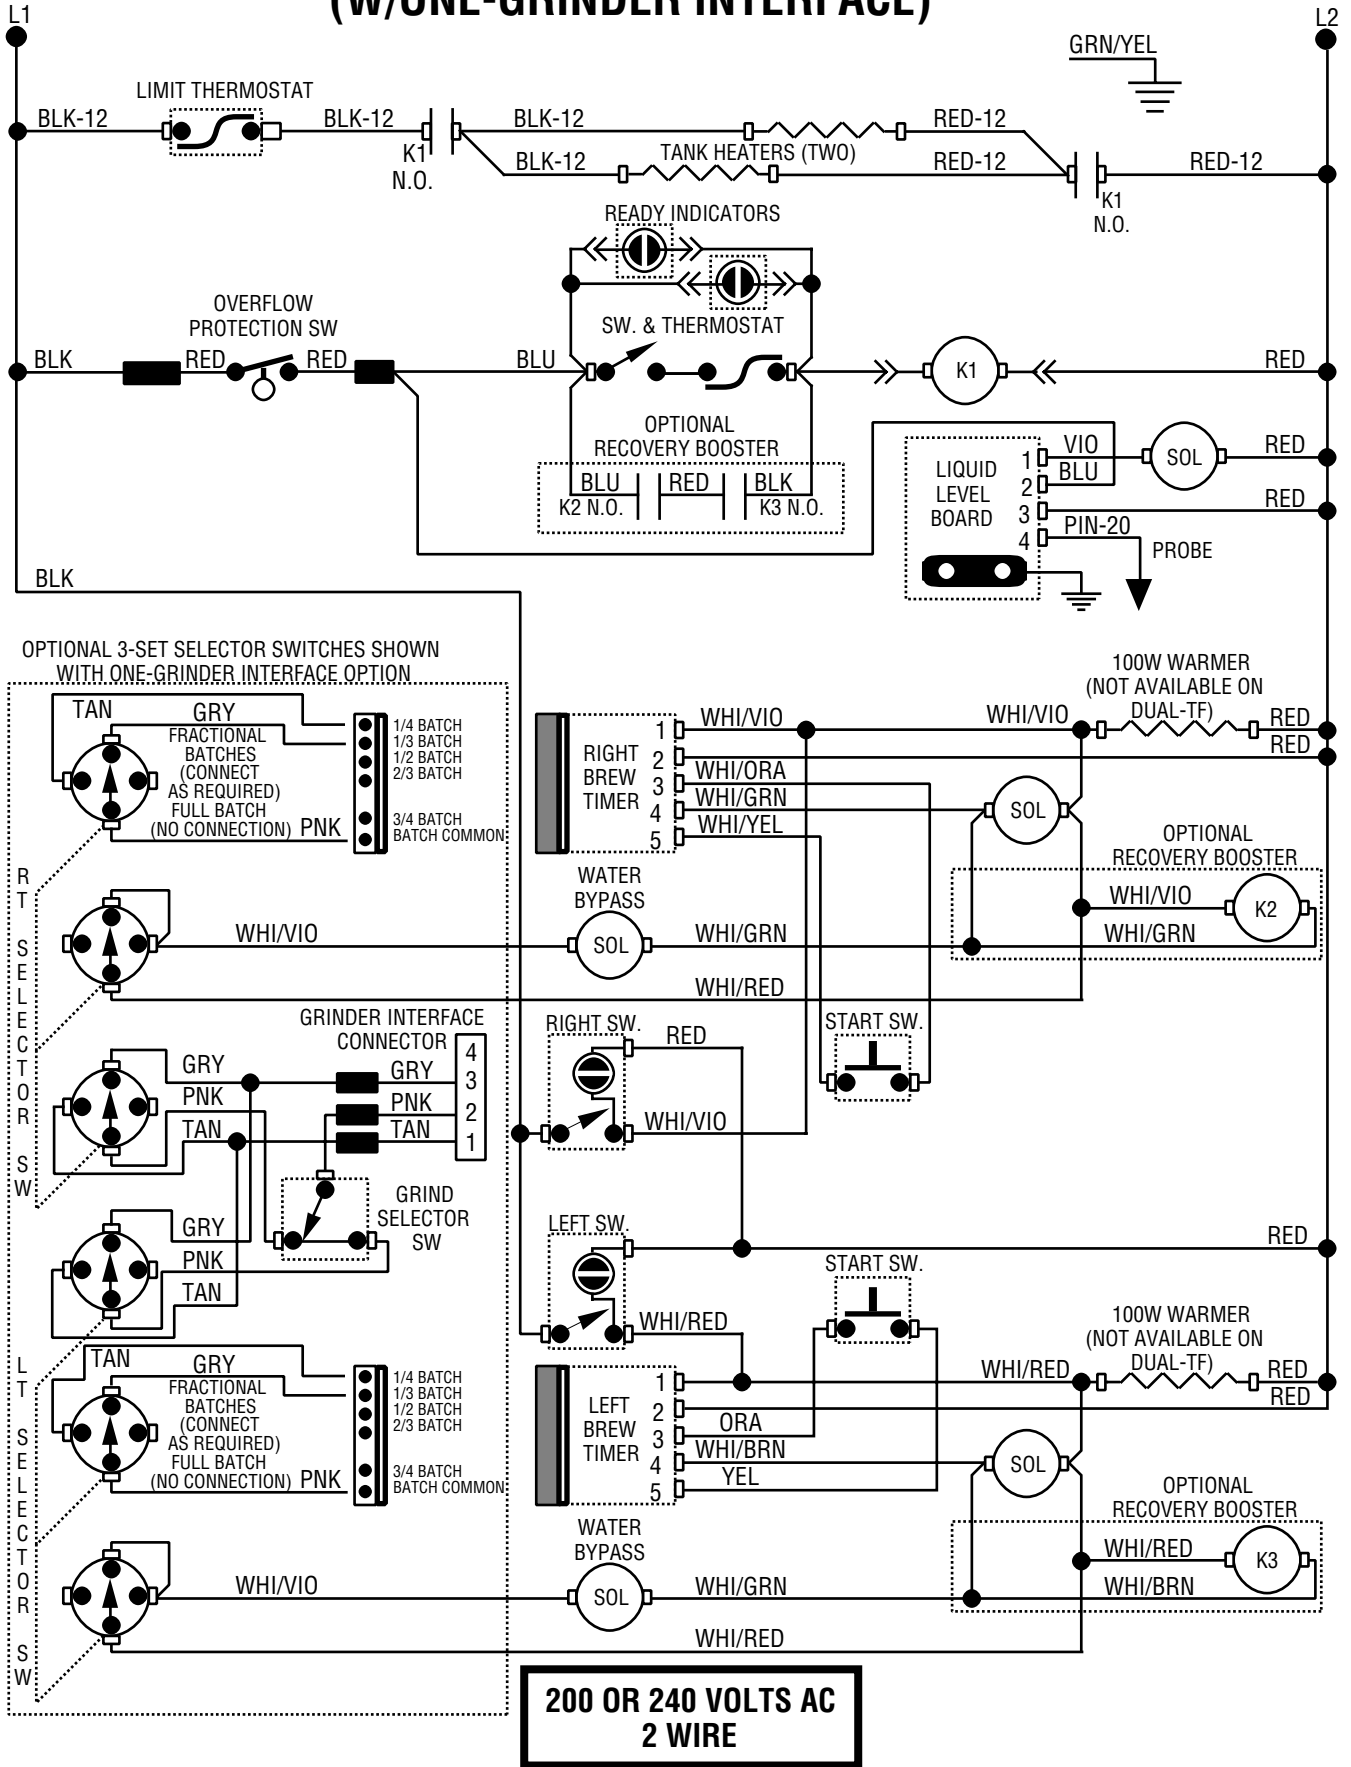 (W/ONE-GRINDER INTERFACE)
L1
L2
GRN/YEL
LIMIT THERMOSTAT
BLK-12
BLK-12
BLK-12
RED-12
K1
N.O.
BLK-12
TANK HEATERS (TWO)
RED-12
RED-12
K1
N.O.
READY INDICATORS
OVERFLOW
PROTECTION SW
SW. & THERMOSTAT
BLK
RED
RED
BLU
K1
RED
OPTIONAL
RECOVERY BOOSTER
BLU
RED
BLK
K2 N.O.
K3 N.O.
LIQUID
LEVEL
BOARD
1
2
3
4
VIO
BLU
SOL
RED
RED
PIN-20
PROBE
BLK
OPTIONAL 3-SET SELECTOR SWITCHES SHOWN
WITH ONE-GRINDER INTERFACE OPTION
TAN
GRY
FRACTIONAL
BATCHES
(CONNECT
AS REQUIRED)
FULL BATCH
(NO CONNECTION)
PNK
1/4 BATCH
1/3 BATCH
1/2 BATCH
2/3 BATCH
3/4 BATCH
BATCH COMMON
RIGHT
BREW
TIMER
1
2
3
4
5
WHI/VIO
WHI/ORA
WHI/GRN
WHI/YEL
WHI/VIO
100W WARMER
(NOT AVAILABLE ON
DUAL-TF)
RED
RED
SOL
OPTIONAL
RECOVERY BOOSTER
WHI/VIO
K2
WHI/GRN
RT SELECTOR SW
WHI/VIO
WATER
BYPASS
SOL
WHI/GRN
WHI/RED
GRINDER INTERFACE
CONNECTOR
4
3
2
1
GRY
PNK
TAN
GRY
PNK
TAN
RIGHT SW.
RED
WHI/VIO
START SW.
GRIND
SELECTOR
SW
GRY
PNK
TAN
LEFT SW.
WHI/RED
START SW.
RED
LT SELECTOR SW
TAN
GRY
FRACTIONAL
BATCHES
(CONNECT
AS REQUIRED)
FULL BATCH
(NO CONNECTION)
PNK
1/4 BATCH
1/3 BATCH
1/2 BATCH
2/3 BATCH
3/4 BATCH
BATCH COMMON
LEFT
BREW
TIMER
1
2
3
4
5
ORA
WHI/BRN
YEL
WHI/RED
100W WARMER
(NOT AVAILABLE ON
DUAL-TF)
RED
RED
SOL
OPTIONAL
RECOVERY BOOSTER
WHI/RED
K3
WHI/BRN
WHI/VIO
WATER
BYPASS
SOL
WHI/GRN
WHI/RED
200 OR 240 VOLTS AC
2 WIRE